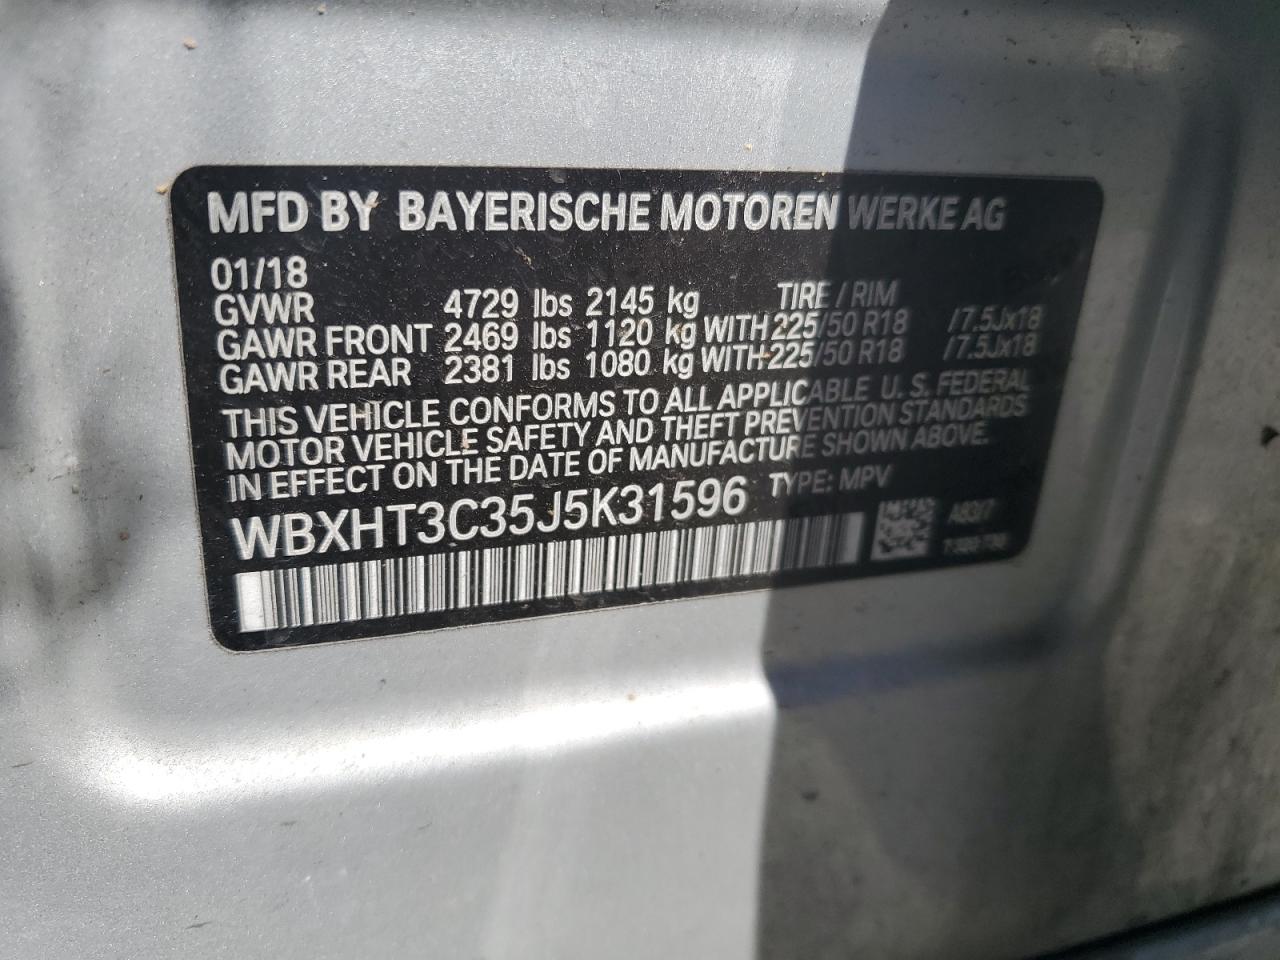 MFD BY BAYERISCHE MOTOREN WERKE AG
01/18
GVWR 4729 lbs 2145 kg TIRE / RIM
GAWR FRONT 2469 lbs 1120 kg WITH 225/50 R18 /7.5Jx18
GAWR REAR 2381 lbs 1080 kg WITH 225/50 R18 /7.5Jx18
THIS VEHICLE CONFORMS TO ALL APPLICABLE U. S. FEDERAL
MOTOR VEHICLE SAFETY AND THEFT PREVENTION STANDARDS
IN EFFECT ON THE DATE OF MANUFACTURE SHOWN ABOVE.
WBXHT3C35J5K31596 TYPE: MPV